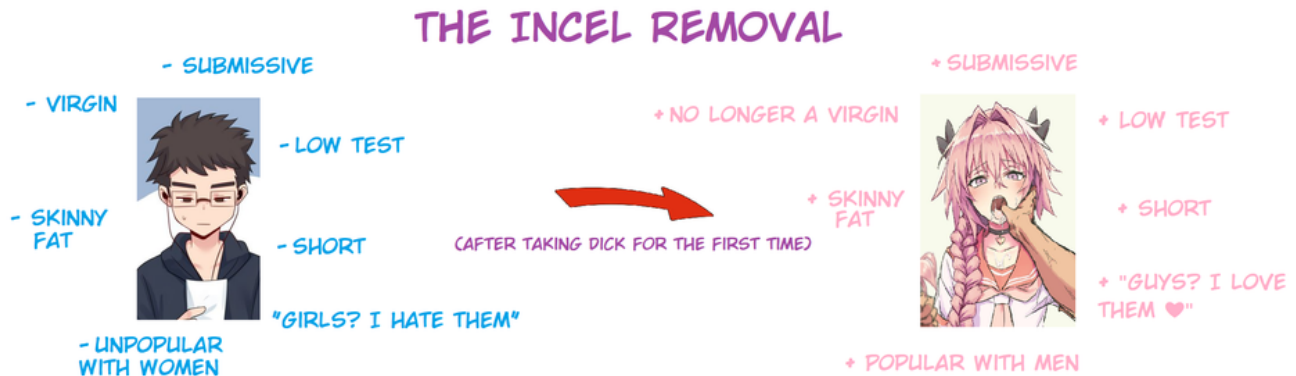 THE INCEL REMOVAL
- SUBMISSIVE
- VIRGIN
- LOW TEST
- SKINNY
FAT
- SHORT
"GIRLS? I HATE THEM"
- UNPOPULAR
WITH WOMEN
(AFTER TAKING DICK FOR THE FIRST TIME)
+ SUBMISSIVE
+ NO LONGER A VIRGIN
+ LOW TEST
+ SKINNY
FAT
+ SHORT
+ "GUYS? I LOVE
THEM ♥"
+ POPULAR WITH MEN